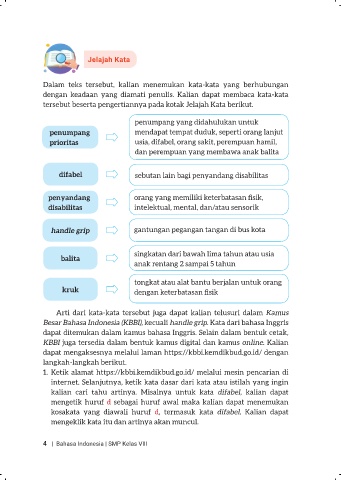 Jelajah Kata
Dalam teks tersebut, kalian menemukan kata-kata yang berhubungan
dengan keadaan yang diamati penulis. Kalian dapat membaca kata-kata
tersebut beserta pengertiannya pada kotak Jelajah Kata berikut.
penumpang
prioritas
penumpang yang didahulukan untuk
mendapat tempat duduk, seperti orang lanjut
usia, difabel, orang sakit, perempuan hamil,
dan perempuan yang membawa anak balita
difabel
sebutan lain bagi penyandang disabilitas
penyandang
disabilitas
orang yang memiliki keterbatasan fisik,
intelektual, mental, dan/atau sensorik
handle grip
gantungan pegangan tangan di bus kota
balita
singkatan dari bawah lima tahun atau usia
anak rentang 2 sampai 5 tahun
kruk
tongkat atau alat bantu berjalan untuk orang
dengan keterbatasan fisik
Arti dari kata-kata tersebut juga dapat kalian telusuri dalam Kamus
Besar Bahasa Indonesia (KBBI), kecuali handle grip. Kata dari bahasa Inggris
dapat ditemukan dalam kamus bahasa Inggris. Selain dalam bentuk cetak,
KBBI juga tersedia dalam bentuk kamus digital dan kamus online. Kalian
dapat mengaksesnya melalui laman https://kbbi.kemdikbud.go.id/ dengan
langkah-langkah berikut.
1. Ketik alamat https://kbbi.kemdikbud.go.id/ melalui mesin pencarian di
internet. Selanjutnya, ketik kata dasar dari kata atau istilah yang ingin
kalian cari tahu artinya. Misalnya untuk kata difabel, kalian dapat
mengetik huruf d sebagai huruf awal maka kalian dapat menemukan
kosakata yang diawali huruf d, termasuk kata difabel. Kalian dapat
mengeklik kata itu dan artinya akan muncul.
4 | Bahasa Indonesia | SMP Kelas VIII